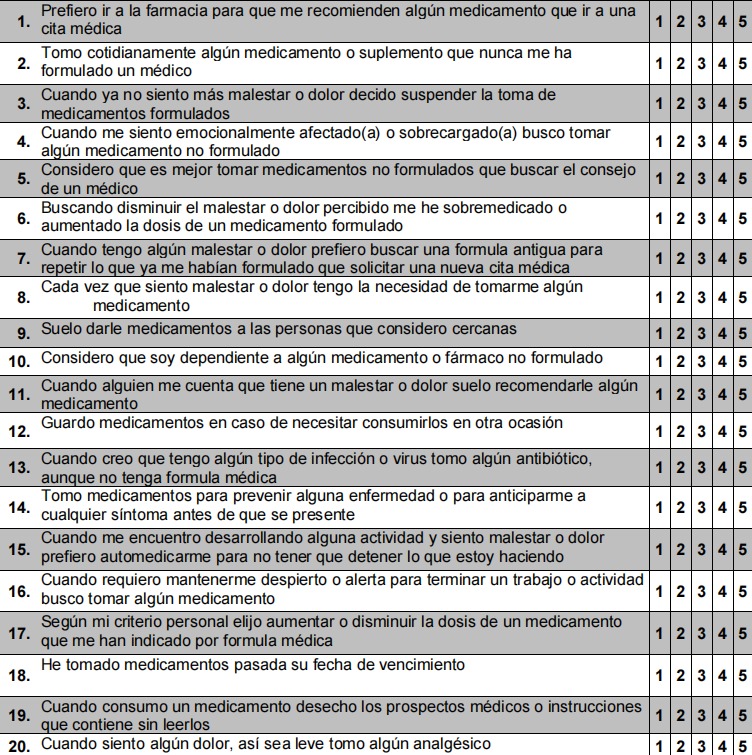 1. Prefiero ir a la farmacia para que me recomienden algún medicamento que ir a una 1 2 3 4 5
cita médica
2. Tomo cotidianamente algún medicamento o suplemento que nunca me ha 1 2 3 4 5
formulado un médico
3. Cuando ya no siento más malestar o dolor decido suspender la toma de 1 2 3 4 5
medicamentos formulados
4. Cuando me siento emocionalmente afectado(a) o sobrecargado(a) busco tomar 1 2 3 4 5
algún medicamento no formulado
5. Considero que es mejor tomar medicamentos no formulados que buscar el consejo 1 2 3 4 5
de un médico
6. Buscando disminuir el malestar o dolor percibido me he sobremedicado o 1 2 3 4 5
aumentado la dosis de un medicamento formulado
7. Cuando tengo algún malestar o dolor prefiero buscar una formula antigua para 1 2 3 4 5
repetir lo que ya me habían formulado que solicitar una nueva cita médica
8. Cada vez que siento malestar o dolor tengo la necesidad de tomarme algún 1 2 3 4 5
medicamento
9. Suelo darle medicamentos a las personas que considero cercanas 1 2 3 4 5
10. Considero que soy dependiente a algún medicamento o fármaco no formulado 1 2 3 4 5
11. Cuando alguien me cuenta que tiene un malestar o dolor suelo recomendarle algún 1 2 3 4 5
medicamento
12. Guardo medicamentos en caso de necesitar consumirlos en otra ocasión 1 2 3 4 5
13. Cuando creo que tengo algún tipo de infección o virus tomo algún antibiótico, 1 2 3 4 5
aunque no tenga formula médica
14. Tomo medicamentos para prevenir alguna enfermedad o para anticiparme a 1 2 3 4 5
cualquier síntoma antes de que se presente
15. Cuando me encuentro desarrollando alguna actividad y siento malestar o dolor 1 2 3 4 5
prefiero automedicarme para no tener que detener lo que estoy haciendo
16. Cuando requiero mantenerme despierto o alerta para terminar un trabajo o actividad 1 2 3 4 5
busco tomar algún medicamento
17. Según mi criterio personal elijo aumentar o disminuir la dosis de un medicamento 1 2 3 4 5
que me han indicado por formula médica
18. He tomado medicamentos pasada su fecha de vencimiento 1 2 3 4 5
19. Cuando consumo un medicamento desecho los prospectos médicos o instrucciones 1 2 3 4 5
que contiene sin leerlos
20. Cuando siento algún dolor, así sea leve tomo algún analgésico 1 2 3 4 5